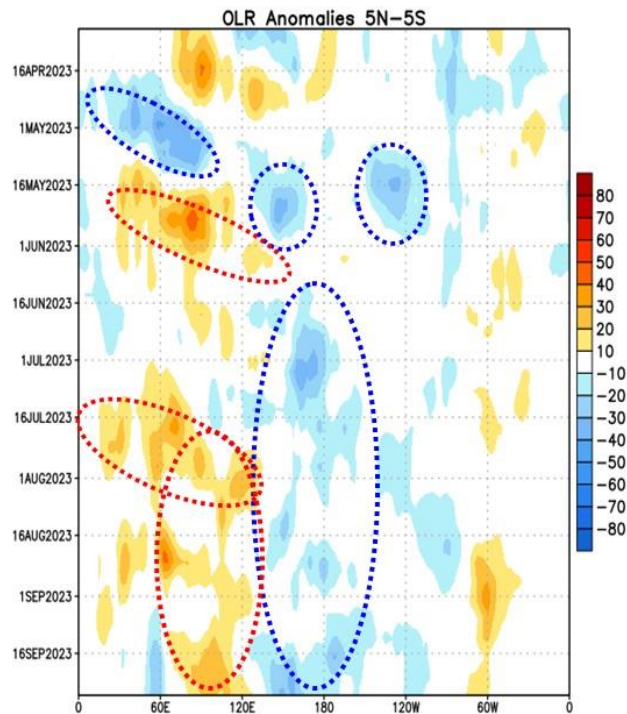 OLR Anomalies 5N−5S
16APR2023
1MAY2023
16MAY2023
1JUN2023
16JUN2023
1JUL2023
16JUL2023
1AUG2023
16AUG2023
1SEP2023
16SEP2023
0 60E 120E 180 120W 60W 0
80
70
60
50
40
30
20
10
−10
−20
−30
−40
−50
−60
−70
−80